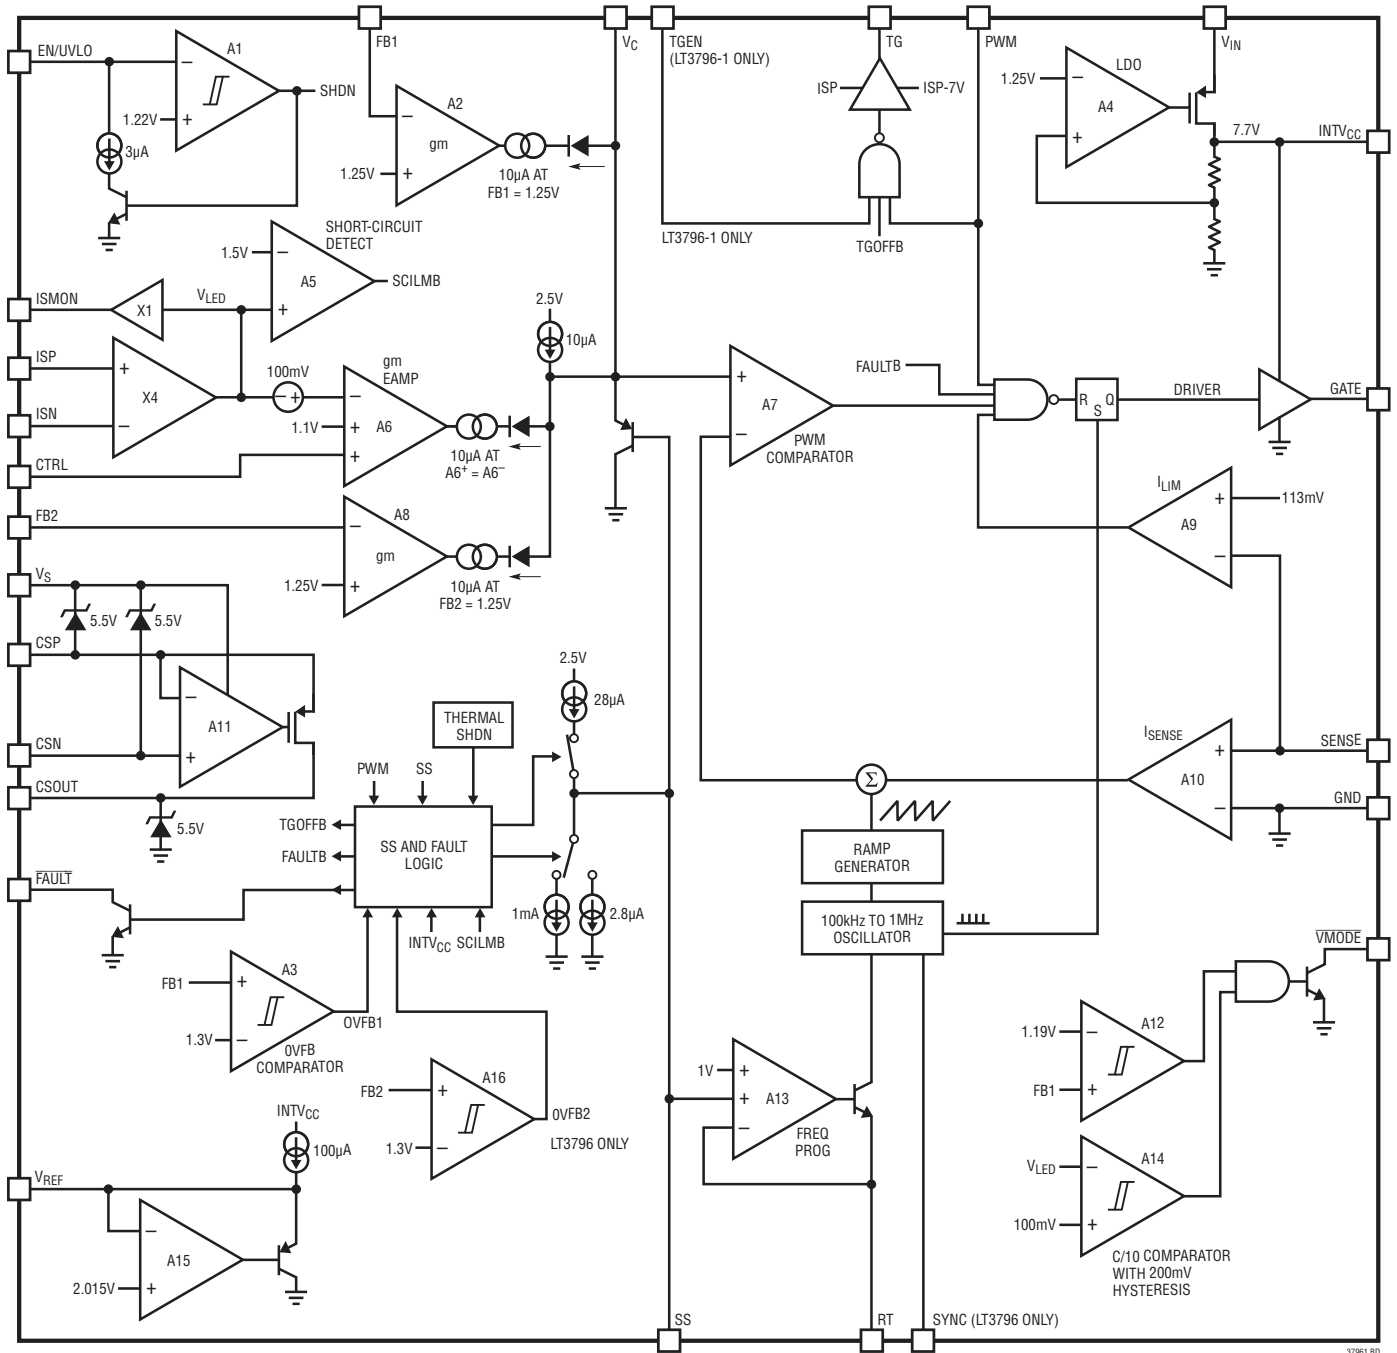 FB1
VC
TGEN
(LT3796-1 ONLY)
TG
PWM
VIN
EN/UVLO
A1
−
+
1.22V
SHDN
3µA
A2
−
gm
+
1.25V
10µA AT
FB1 = 1.25V
ISP
ISP-7V
LT3796-1 ONLY
TGOFFB
LDO
1.25V
−
A4
+
7.7V
INTVCC
SHORT-CIRCUIT
DETECT
1.5V
−
A5
+
SCILMB
ISMON
X1
VLED
ISP
+
X4
ISN
−
100mV
− +
gm
EAMP
−
1.1V
+
A6
+
10µA AT
A6+ = A6−
2.5V
10µA
CTRL
FB2
A8
−
gm
1.25V
+
10µA AT
FB2 = 1.25V
+
A7
−
PWM
COMPARATOR
FAULTB
R
S
Q
DRIVER
GATE
ILIM
+
A9
−
113mV
VS
5.5V
5.5V
CSP
−
A11
+
CSN
CSOUT
5.5V
2.5V
28µA
THERMAL
SHDN
PWM
SS
TGOFFB
FAULTB
SS AND FAULT
LOGIC
INTVCC
SCILMB
1mA
2.8µA
ISENSE
+
A10
−
SENSE
GND
Σ
RAMP
GENERATOR
100kHz TO 1MHz
OSCILLATOR
FAULT
FB1
+
A3
1.3V
−
OVFB
COMPARATOR
OVFB1
FB2
+
A16
1.3V
−
OVFB2
LT3796 ONLY
1V
+
+
A13
−
FREQ
PROG
VMODE
1.19V
−
A12
FB1
+
VLED
−
A14
100mV
+
C/10 COMPARATOR
WITH 200mV
HYSTERESIS
INTVCC
100µA
VREF
−
A15
2.015V
+
SS
RT
SYNC (LT3796 ONLY)
37961 BD